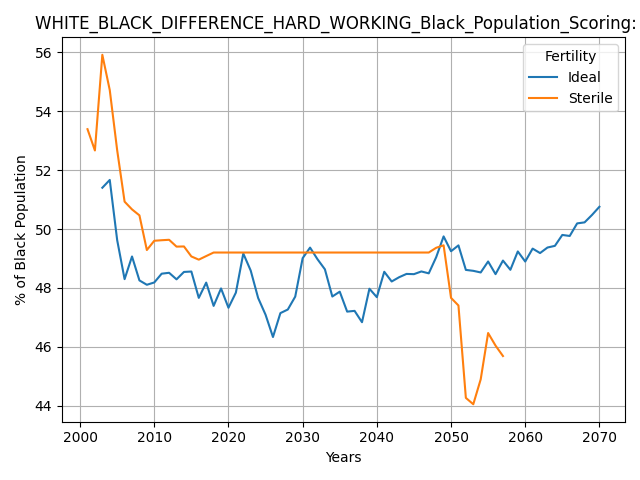 WHITE_BLACK_DIFFERENCE_HARD_WORKING_Black_Population_Scoring:
Fertility
Ideal
Sterile
% of Black Population
56
54
52
50
48
46
44
2000 2010 2020 2030 2040 2050 2060 2070
Years